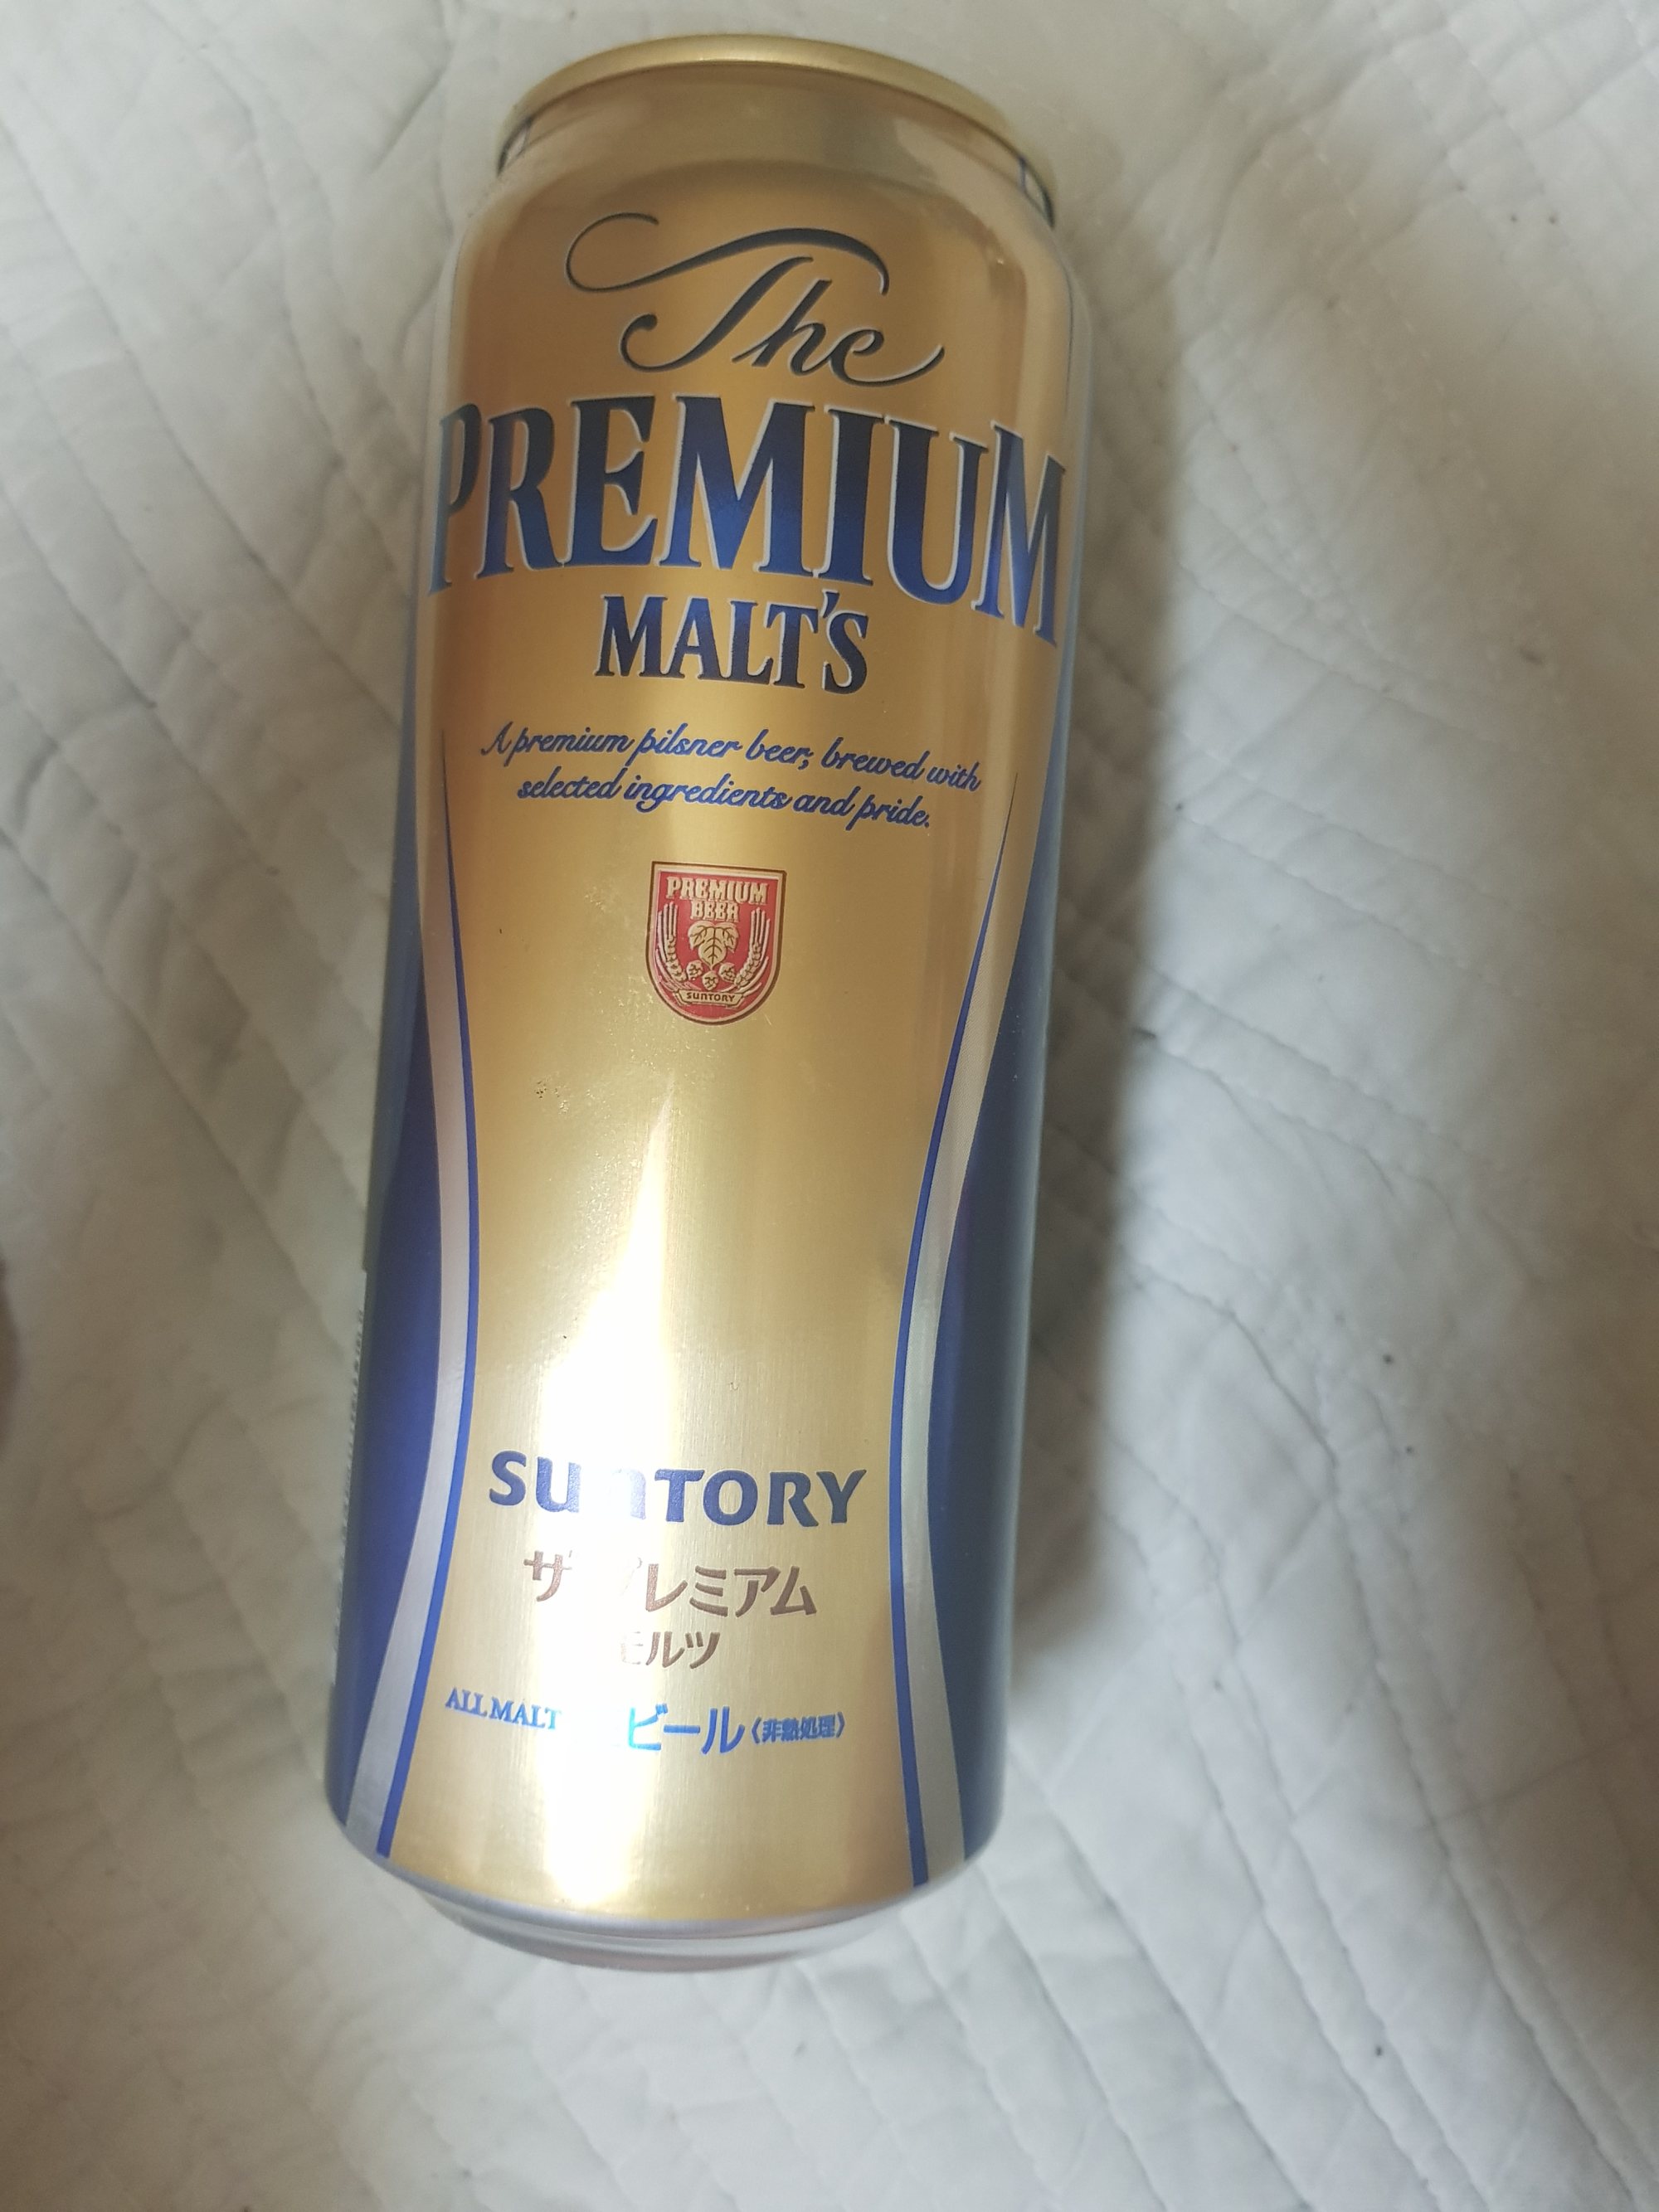 The
PREMIUM
MALT'S
A premium pilsner beer, brewed with
selected ingredients and pride.
PREMIUM
BEER
SUNTORY
SUNTORY
ザ プレミアム
モルツ
ALL MALT ビール〈非熱処理〉